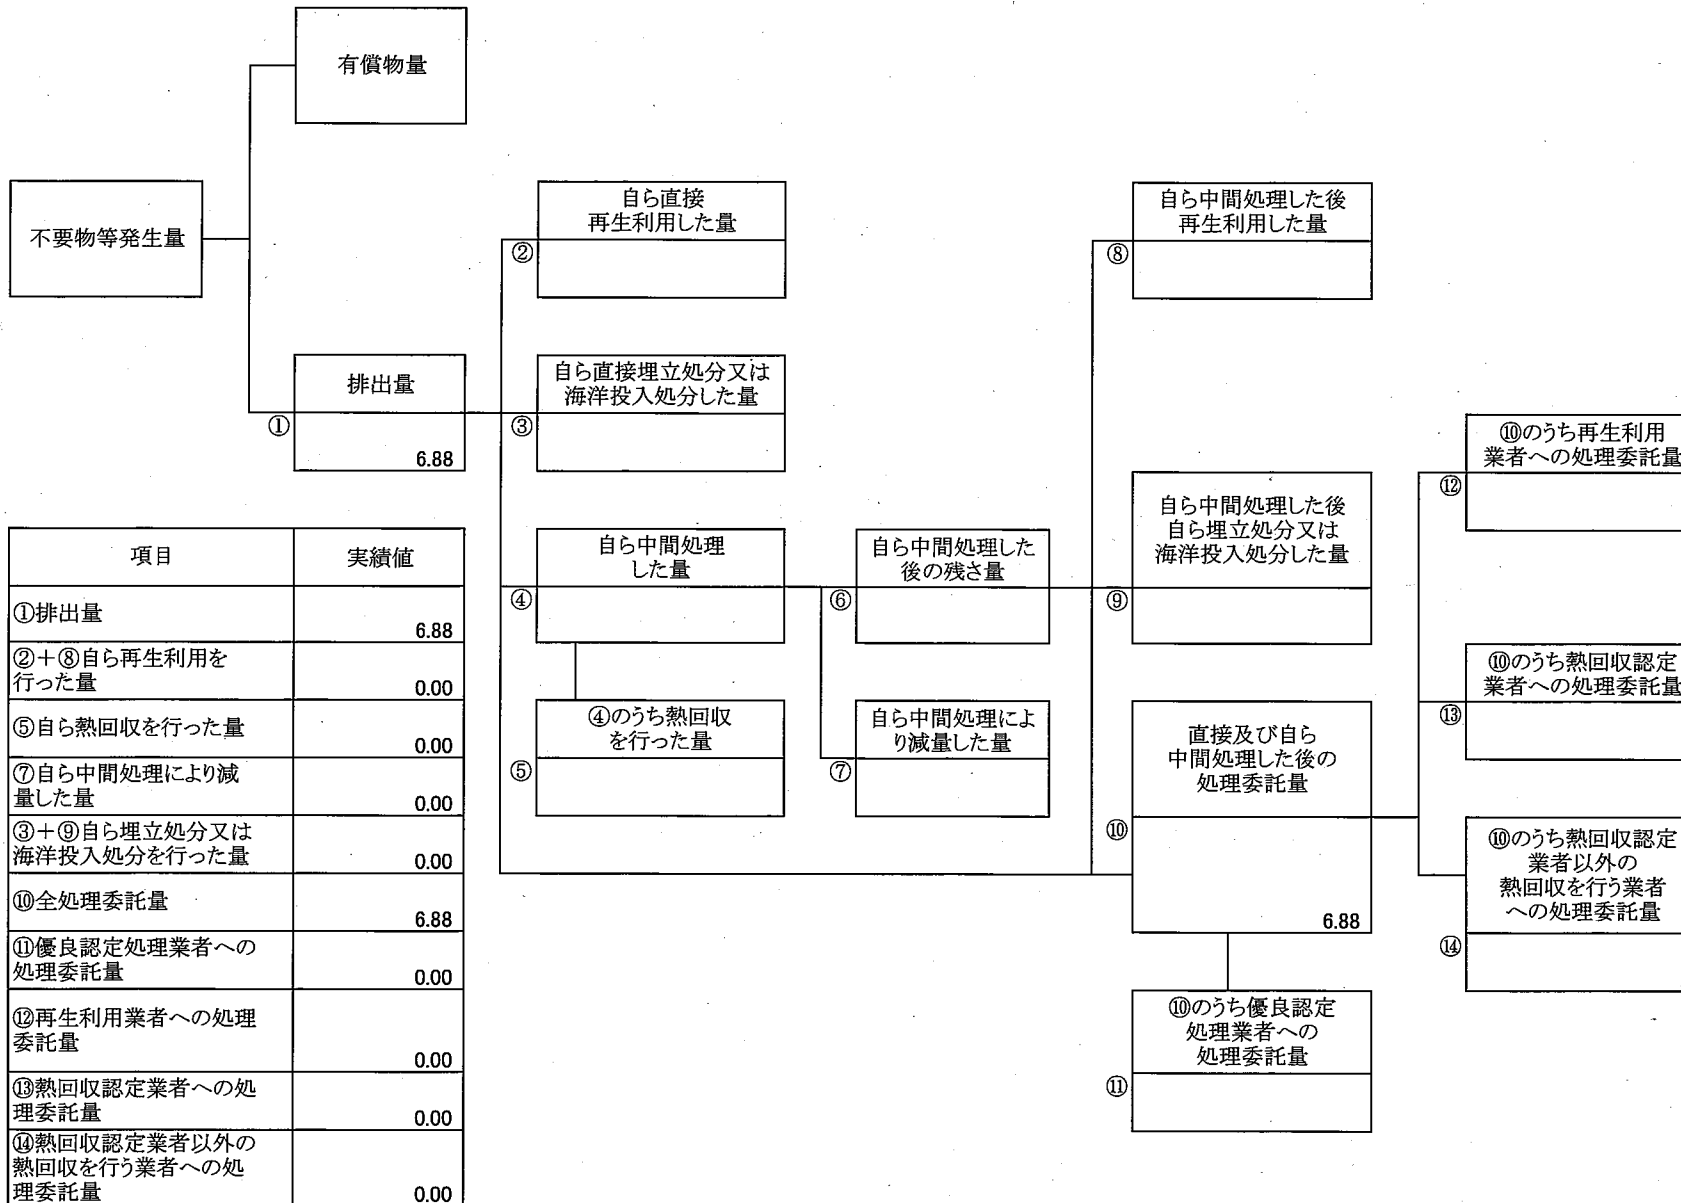 有償物量
不要物等発生量
自ら直接
再生利用した量
②
自ら中間処理した後
再生利用した量
⑧
排出量
①
6.88
自ら直接埋立処分又は
海洋投入処分した量
③
⑩のうち再生利用
業者への処理委託量
⑫
自ら中間処理
した量
④
自ら中間処理した
後の残さ量
⑥
自ら中間処理した後
自ら埋立処分又は
海洋投入処分した量
⑨
④のうち熱回収
を行った量
⑤
自ら中間処理によ
り減量した量
⑦
直接及び自ら
中間処理した後の
処理委託量
⑩
6.88
⑩のうち熱回収認定
業者への処理委託量
⑬
⑩のうち熱回収認定
業者以外の
熱回収を行う業者
への処理委託量
⑭
⑩のうち優良認定
処理業者への
処理委託量
⑪
項目 実績値
①排出量
6.88
②+⑧自ら再生利用を
行った量 0.00
⑤自ら熱回収を行った量
0.00
⑦自ら中間処理により減
量した量 0.00
③+⑨自ら埋立処分又は
海洋投入処分を行った量 0.00
⑩全処理委託量
6.88
⑪優良認定処理業者への
処理委託量 0.00
⑫再生利用業者への処理
委託量
0.00
⑬熱回収認定業者への処
理委託量 0.00
⑭熱回収認定業者以外の
熱回収を行う業者への処
理委託量 0.00